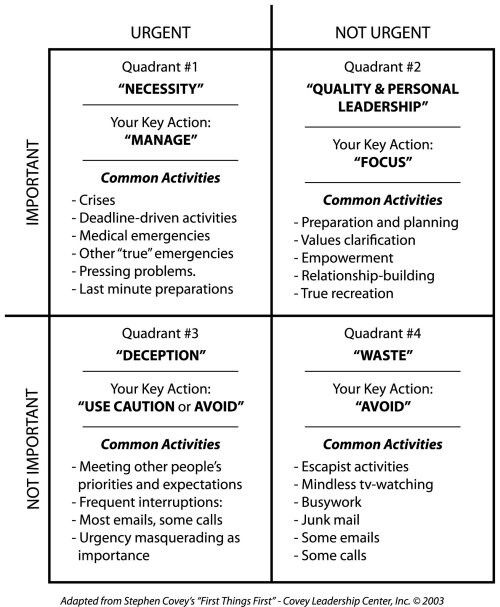 URGENT
NOT URGENT
IMPORTANT
Quadrant #1
“NECESSITY”
Your Key Action:
“MANAGE”
Common Activities
- Crises
- Deadline-driven activities
- Medical emergencies
- Other “true” emergencies
- Pressing problems.
- Last minute preparations
Quadrant #2
“QUALITY & PERSONAL
LEADERSHIP”
Your Key Action:
“FOCUS”
Common Activities
- Preparation and planning
- Values clarification
- Empowerment
- Relationship-building
- True recreation
NOT IMPORTANT
Quadrant #3
“DECEPTION”
Your Key Action:
“USE CAUTION or AVOID”
Common Activities
- Meeting other people’s
priorities and expectations
- Frequent interruptions:
- Most emails, some calls
- Urgency masquerading as
importance
Quadrant #4
“WASTE”
Your Key Action:
“AVOID”
Common Activities
- Escapist activities
- Mindless tv-watching
- Busywork
- Junk mail
- Some emails
- Some calls
Adapted from Stephen Covey’s “First Things First” - Covey Leadership Center, Inc. © 2003